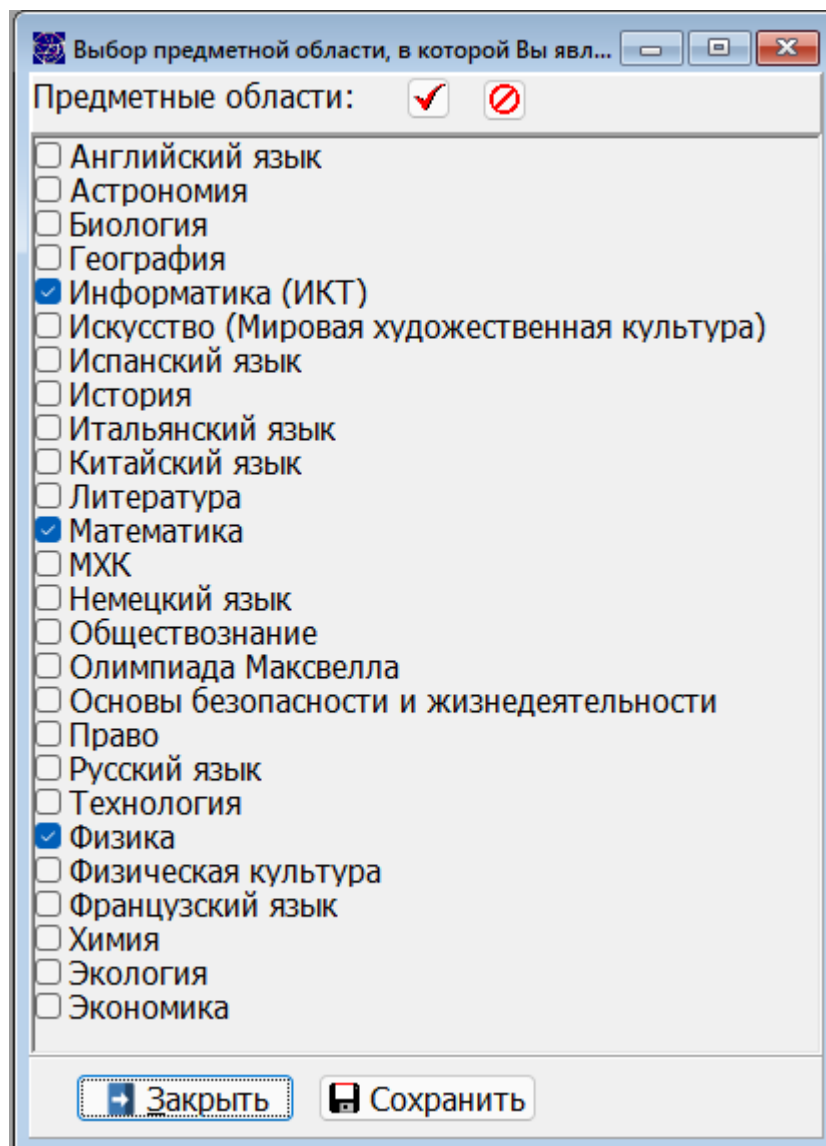 Выбор предметной области, в которой Вы явл...
Предметные области:
Английский язык
Астрономия
Биология
География
Информатика (ИКТ)
Искусство (Мировая художественная культура)
Испанский язык
История
Итальянский язык
Китайский язык
Литература
Математика
МХК
Немецкий язык
Обществознание
Олимпиада Максвелла
Основы безопасности и жизнедеятельности
Право
Русский язык
Технология
Физика
Физическая культура
Французский язык
Химия
Экология
Экономика
Закрыть Сохранить